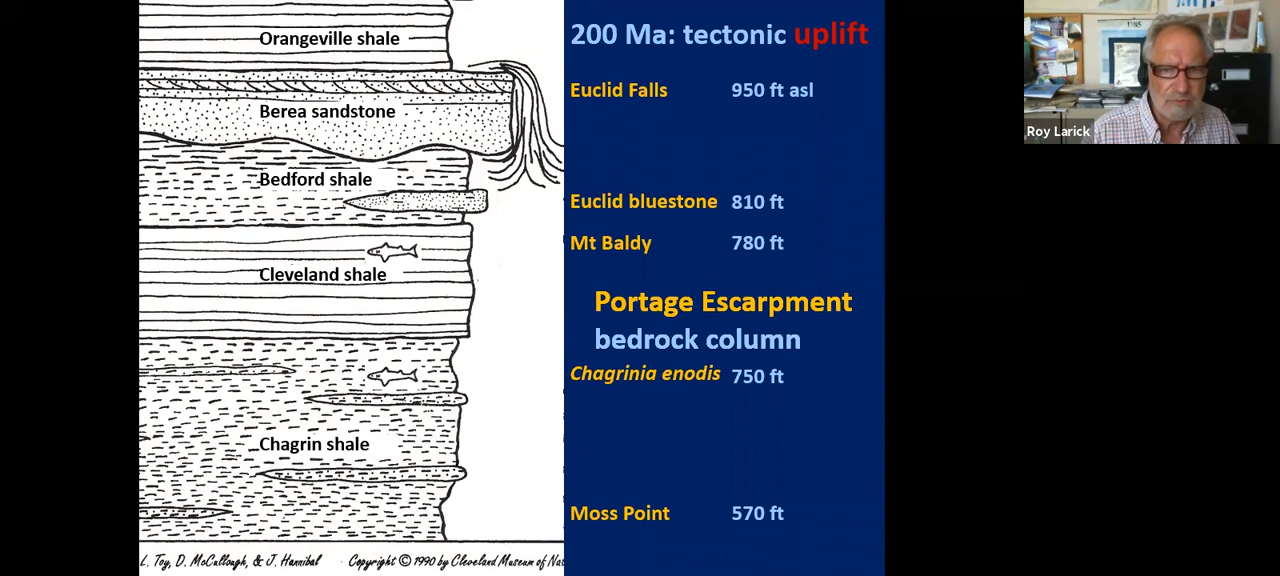 Orangeville shale
Berea sandstone
Bedford shale
Cleveland shale
Chagrin shale
L. Toy, D. McCullough, & J. Hannibal Copyright © 1990 by Cleveland Museum of Nat
200 Ma: tectonic uplift
Euclid Falls 950 ft asl
Euclid bluestone 810 ft
Mt Baldy 780 ft
Portage Escarpment
bedrock column
Chagrinia enodis 750 ft
Moss Point 570 ft
1985
Roy Larick